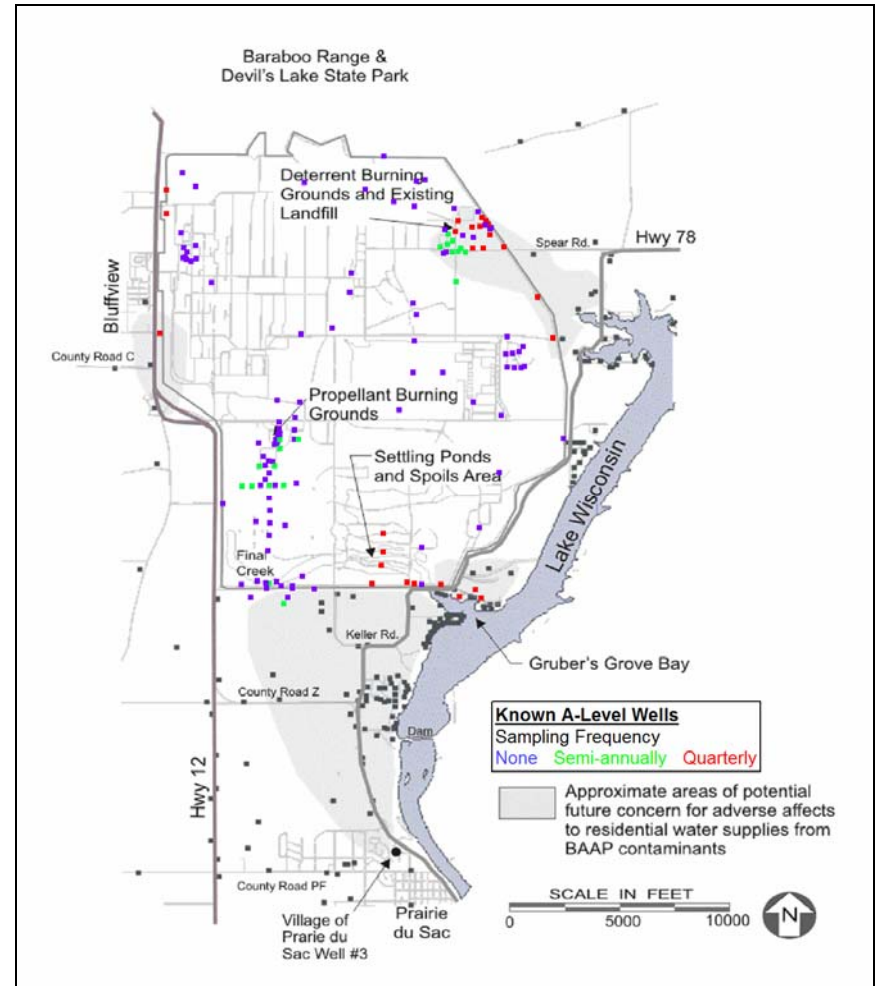 Baraboo Range &
Devil's Lake State Park
Deterrent Burning
Grounds and Existing
Landfill
Spear Rd.
Hwy 78
Bluffview
County Road C
Propellant Burning
Grounds
Settling Ponds
and Spoils Area
Lake Wisconsin
Final
Creek
Keller Rd.
Gruber's Grove Bay
County Road Z
Known A-Level Wells
Sampling Frequency
None Semi-annually Quarterly
Dam
Hwy 12
Approximate areas of potential
future concern for adverse affects
to residential water supplies from
BAAP contaminants
County Road PF
SCALE IN FEET
0 5000 10000
N
Village of
Prarie du
Sac Well #3
Prairie
du Sac